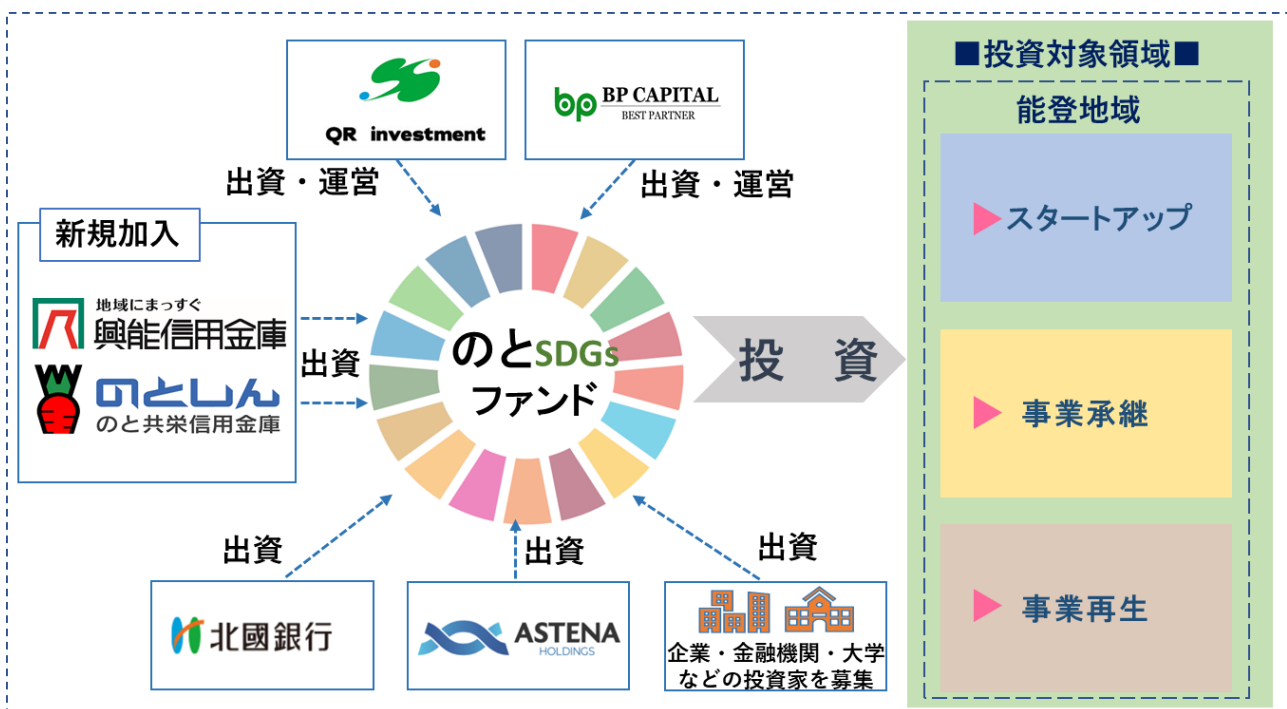 QR investment
bp BP CAPITAL
BEST PARTNER
出資・運営
出資・運営
新規加入
地域にまっすぐ
興能信用金庫
のとしん
のと共栄信用金庫
出資
のとSDGs
ファンド
投 資
出資
出資
出資
北國銀行
ASTENA
HOLDINGS
企業・金融機関・大学
などの投資家を募集
■投資対象領域■
能登地域
スタートアップ
事業承継
事業再生